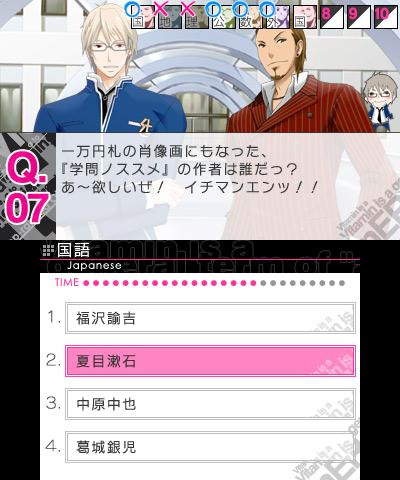 国 地 理 公 数 外 国 8 9 10
Q.
07
一万円札の肖像画にもなった、
『学問ノススメ』の作者は誰だっ？
あ～欲しいぜ！　イチマンエンッ！！
国語
Japanese
TIME
1. 福沢諭吉
2. 夏目漱石
3. 中原中也
4. 葛城銀児